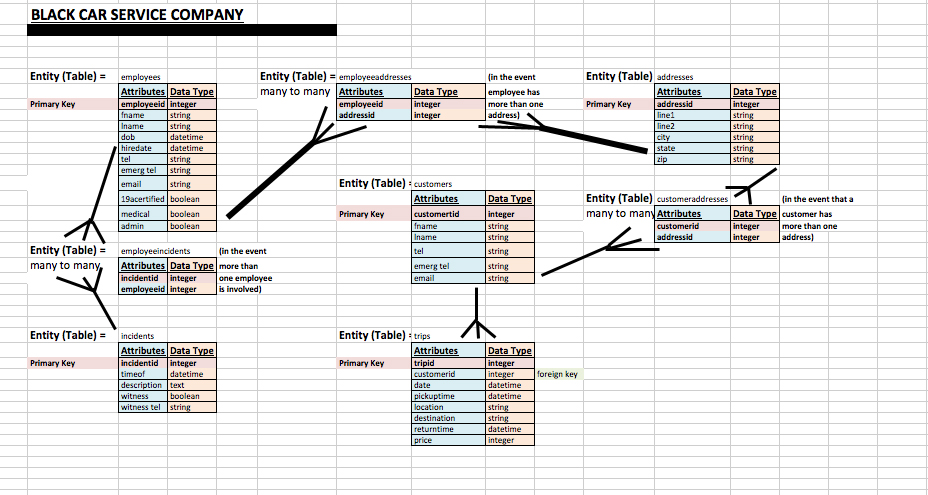 BLACK CAR SERVICE COMPANY
Entity (Table) = employees
Attributes Data Type
Primary Key employeeid integer
fname string
lname string
dob datetime
hiredate datetime
tel string
emerg tel string
email string
19acertified boolean
medical boolean
admin boolean
Entity (Table) = employeeaddresses (in the event
many to many Attributes Data Type employee has
employeeid integer more than one
addressid integer address)
Entity (Table) addresses
Attributes Data Type
Primary Key addressid integer
line1 string
line2 string
city string
state string
zip string
Entity (Table) : customers
Attributes Data Type
Primary Key customertid integer
fname string
lname string
tel string
emerg tel string
email string
Entity (Table) customeraddresses (in the event that a
many to many Attributes Data Type customer has
customerid integer more than one
addressid integer address)
Entity (Table) = employeeincidents (in the event
many to many Attributes Data Type more than
incidentid integer one employee
employeeid integer is involved)
Entity (Table) = incidents
Attributes Data Type
Primary Key incidentid integer
timeof datetime
description text
witness boolean
witness tel string
Entity (Table) : trips
Attributes Data Type
Primary Key tripid integer
customerid integer foreign key
date datetime
pickuptime datetime
location string
destination string
returntime datetime
price integer